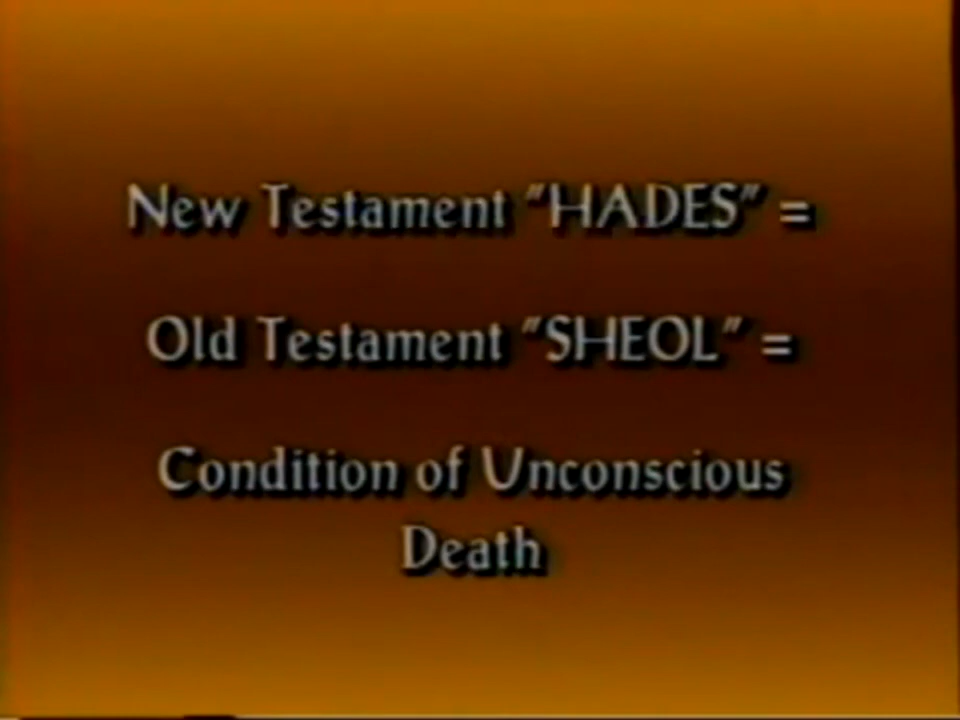 New Testament "HADES" =
Old Testament "SHEOL" =
Condition of Unconscious
Death